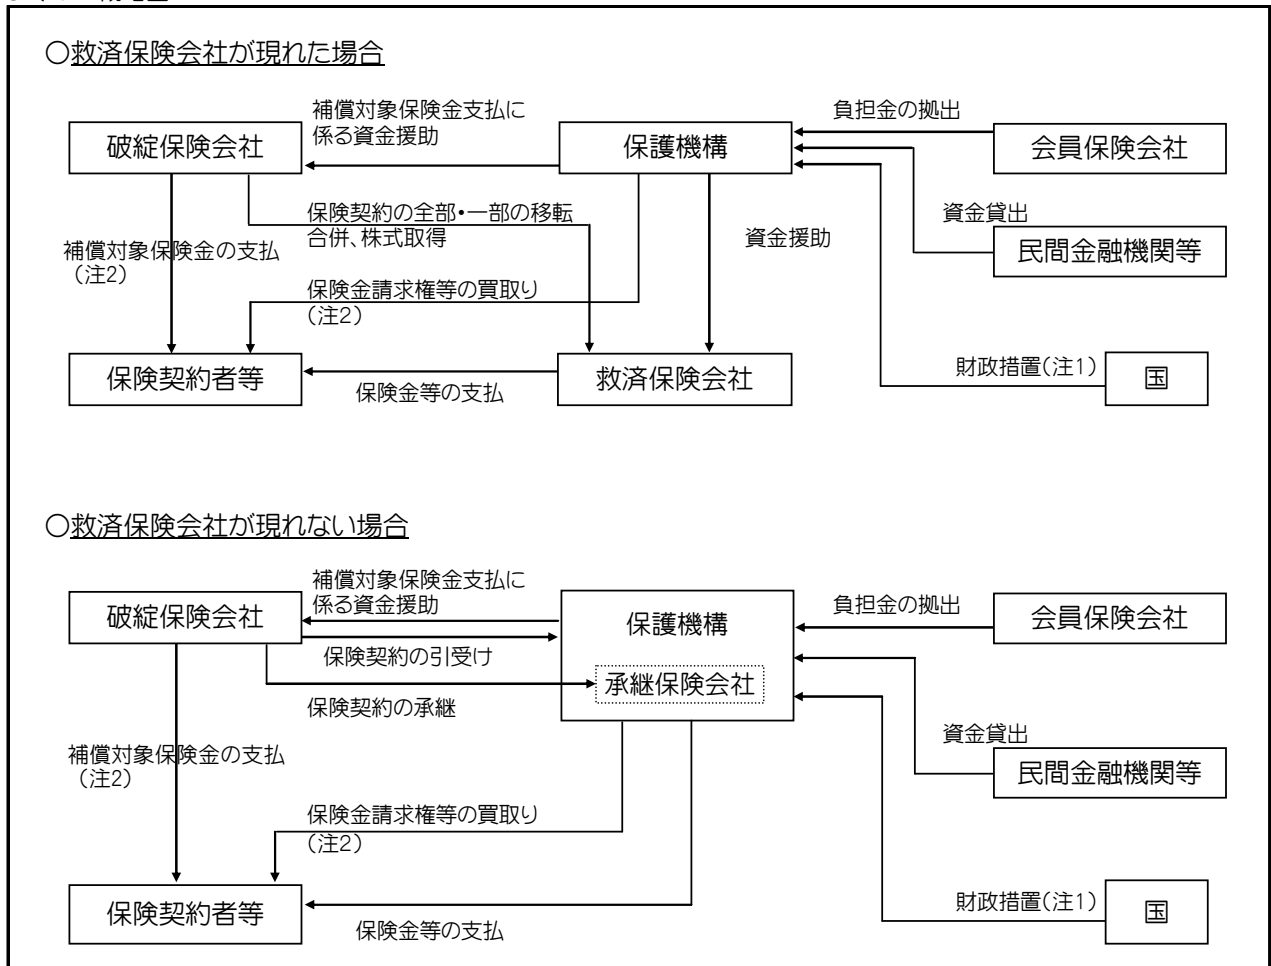 ○救済保険会社が現れた場合
補償対象保険金支払に
係る資金援助
負担金の拠出
破綻保険会社
保護機構
会員保険会社
保険契約の全部・一部の移転
合併、株式取得
資金貸出
資金援助
補償対象保険金の支払
（注2）
民間金融機関等
保険金請求権等の買取り
（注2）
財政措置（注1）
保険契約者等
救済保険会社
国
保険金等の支払
○救済保険会社が現れない場合
補償対象保険金支払に
係る資金援助
負担金の拠出
破綻保険会社
保護機構
会員保険会社
保険契約の引受け
承継保険会社
保険契約の承継
資金貸出
補償対象保険金の支払
（注2）
民間金融機関等
保険金請求権等の買取り
（注2）
財政措置（注1）
保険契約者等
国
保険金等の支払